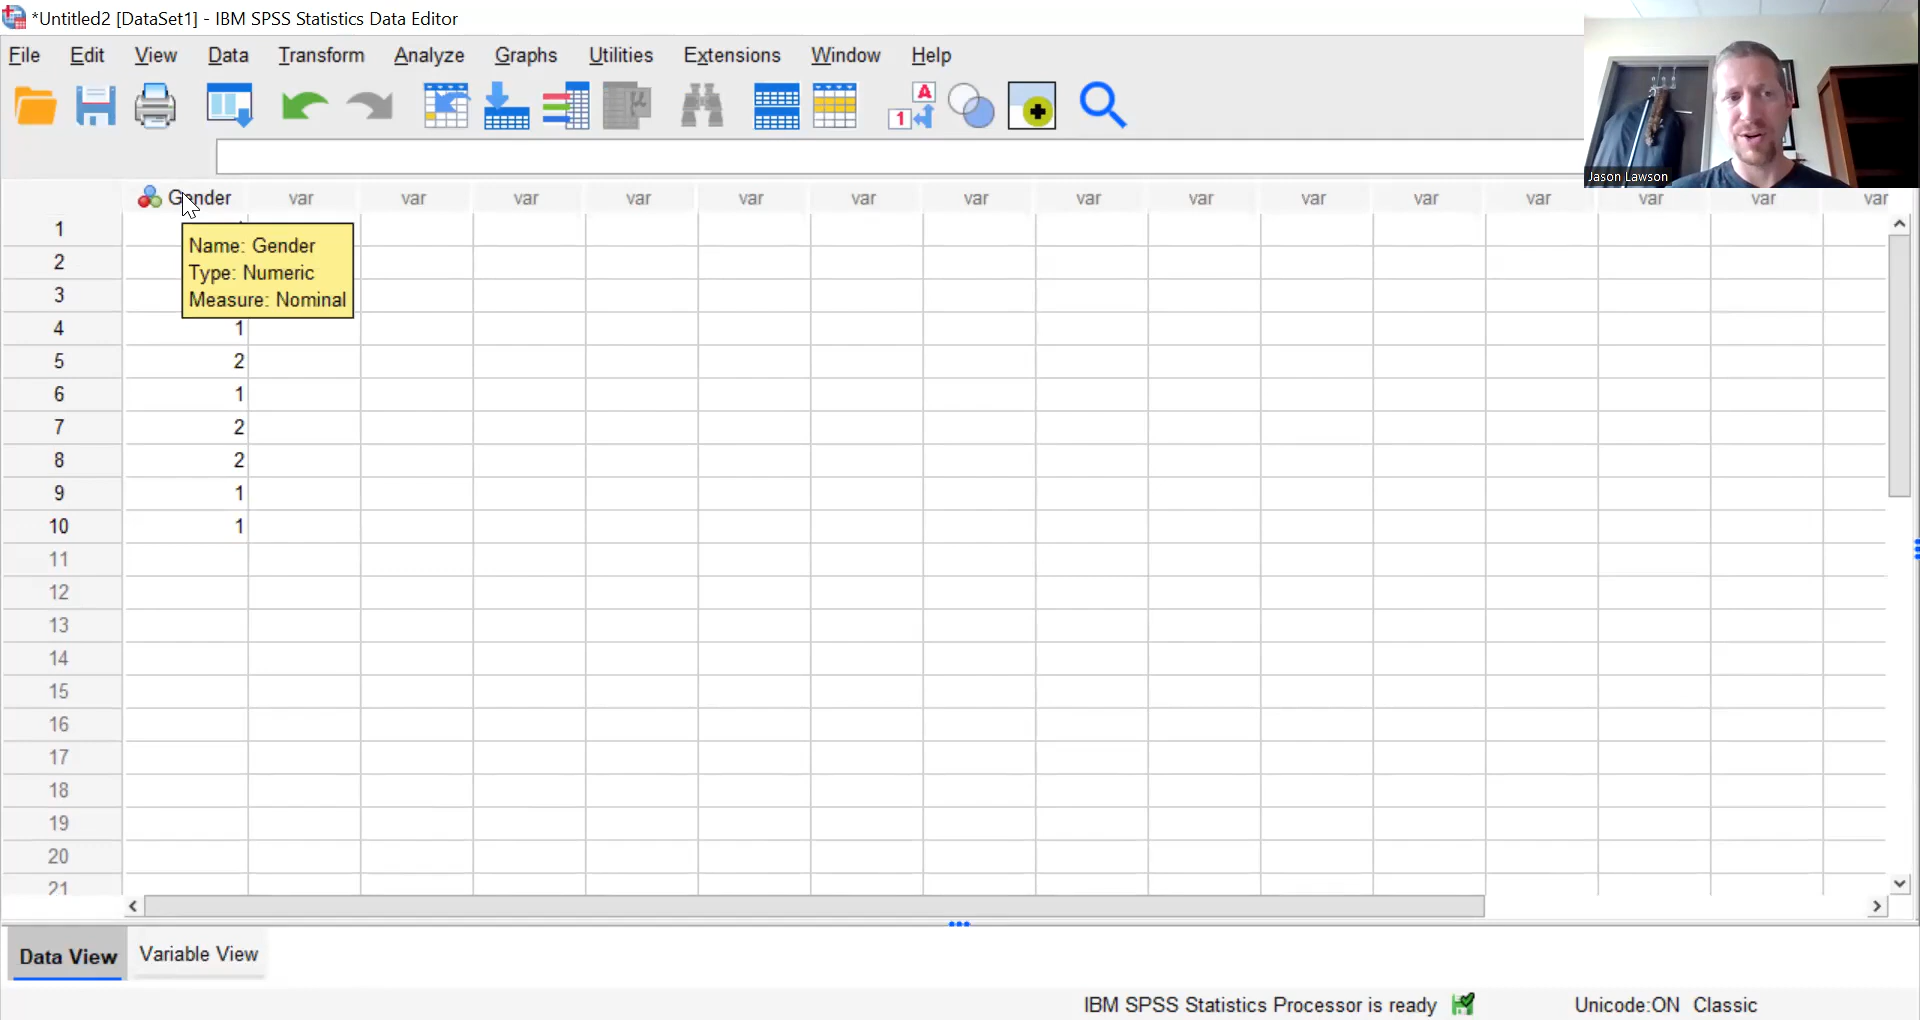 *Untitled2 [DataSet1] - IBM SPSS Statistics Data Editor
File Edit View Data Transform Analyze Graphs Utilities Extensions Window Help
Jason Lawson
Gender var var var var var var var var var var var var var var var
1
2
3
4 1
5 2
6 1
7 2
8 2
9 1
10 1
11
12
13
14
15
16
17
18
19
20
21
Name: Gender
Type: Numeric
Measure: Nominal
Data View Variable View
IBM SPSS Statistics Processor is ready Unicode:ON Classic